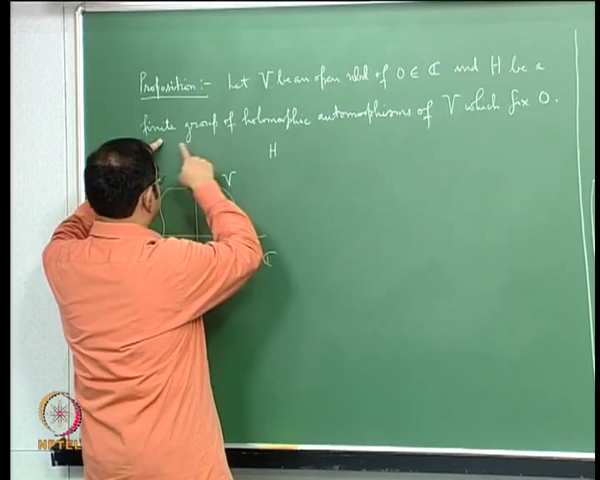 Proposition:- Let V be an open nbd of 0 ∈ ℂ and H be a
finite group of holomorphic automorphisms of V which fix 0.
H
V
ℂ
NPTEL